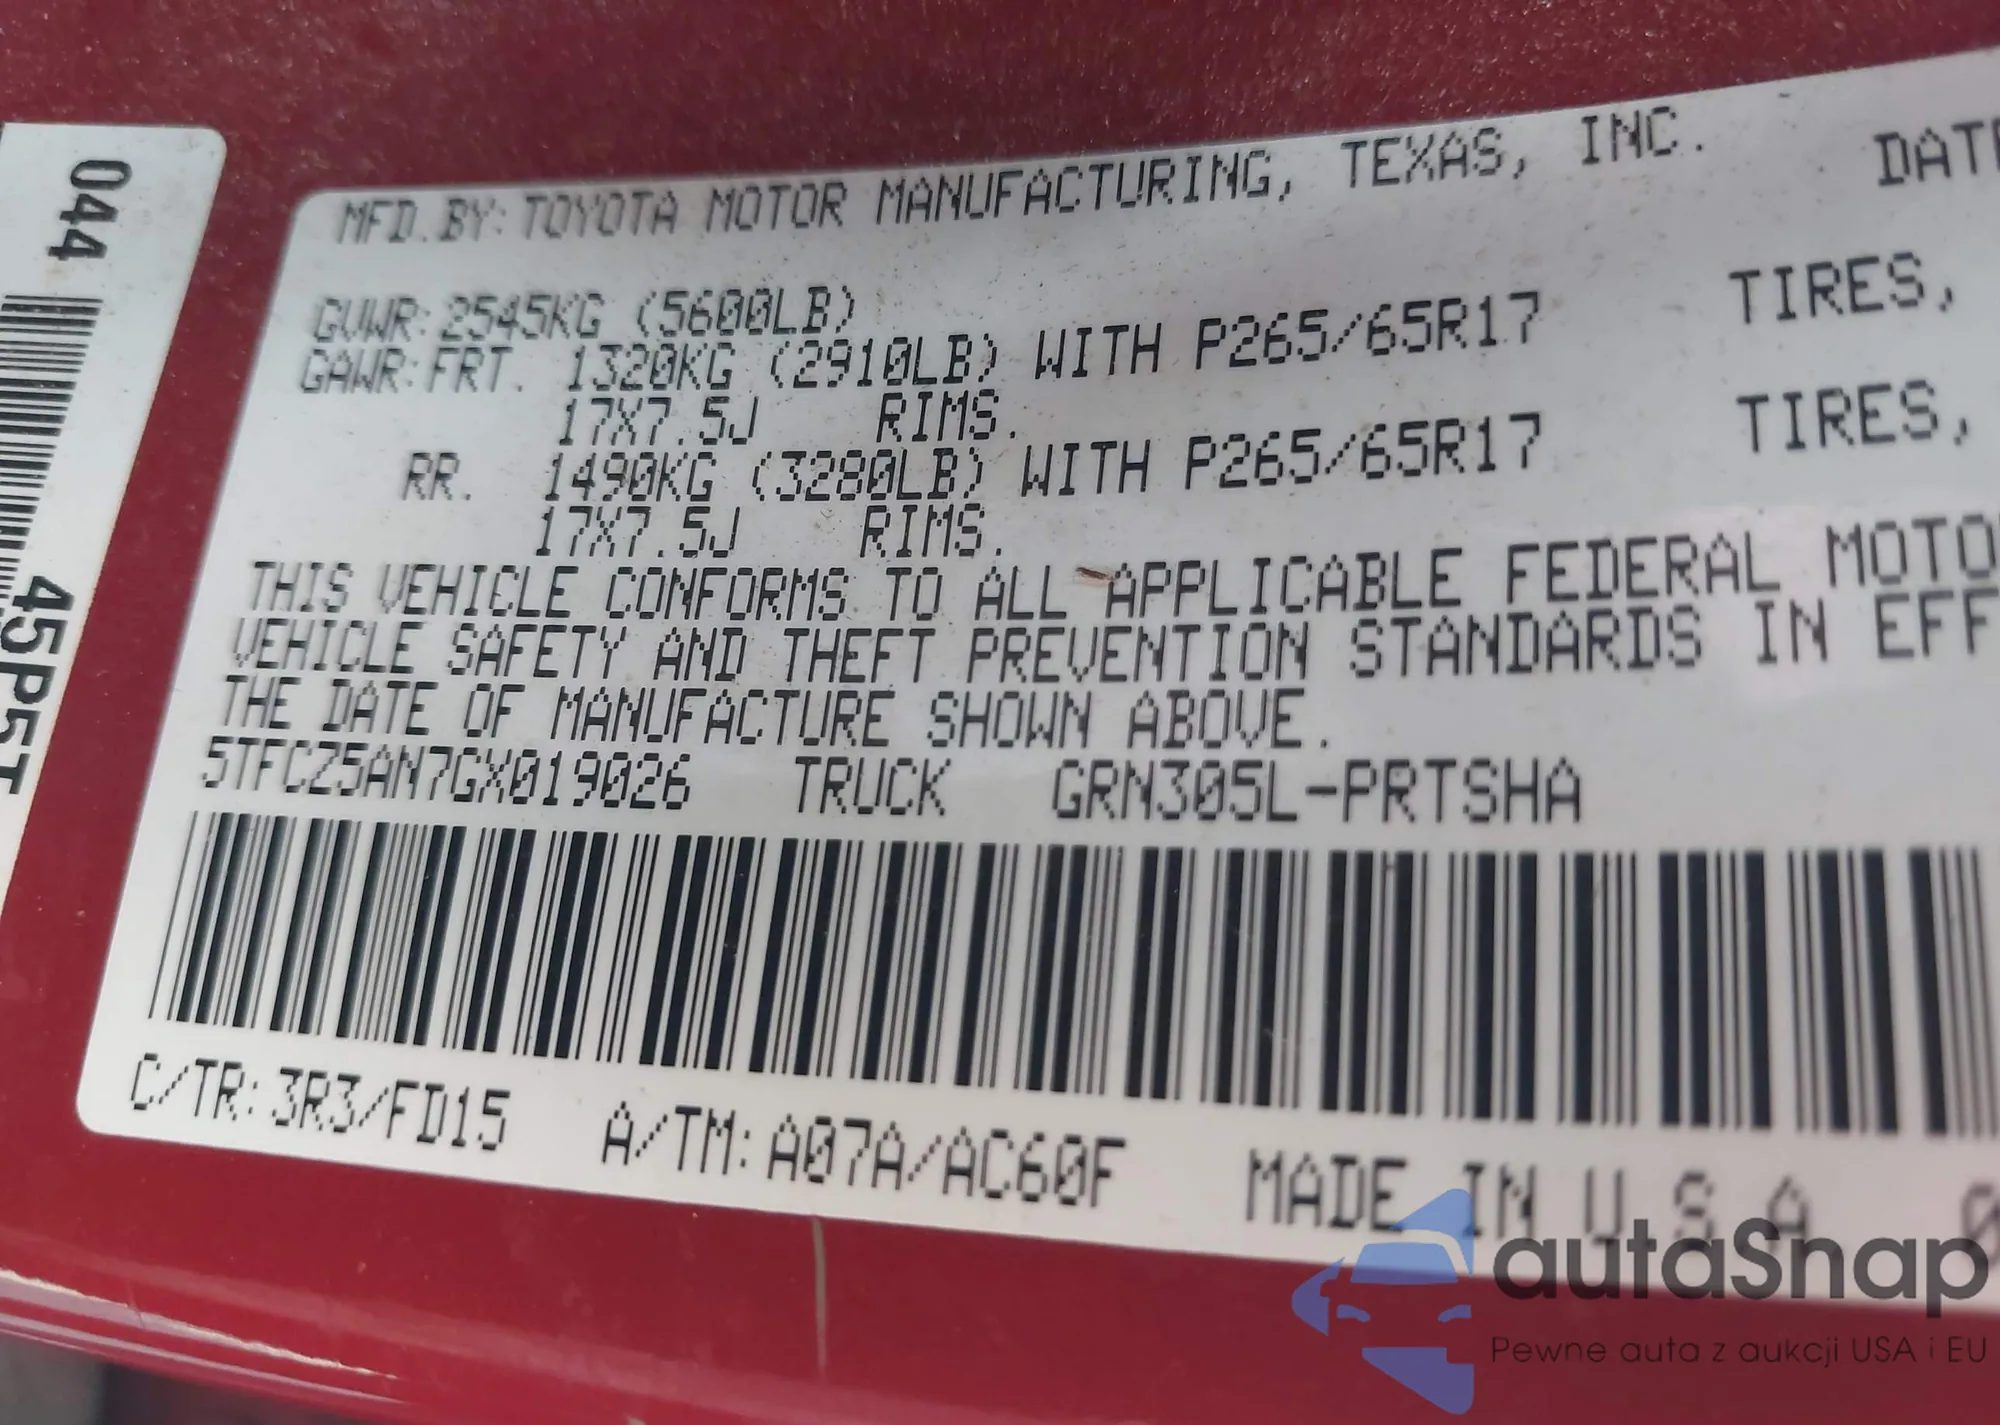 044
45P5T
MFD. BY: TOYOTA MOTOR MANUFACTURING, TEXAS, INC. DATE
GVWR: 2545KG (5600LB)
GAWR: FRT. 1320KG (2910LB) WITH P265/65R17 TIRES,
17X7.5J RIMS.
RR. 1490KG (3280LB) WITH P265/65R17 TIRES,
17X7.5J RIMS.
THIS VEHICLE CONFORMS TO ALL APPLICABLE FEDERAL MOTO
VEHICLE SAFETY AND THEFT PREVENTION STANDARDS IN EFF
THE DATE OF MANUFACTURE SHOWN ABOVE.
5TFCZ5AN7GX019026 TRUCK GRN305L-PRTSHA
C/TR: 3R3/FD15 A/TM: A07A/AC60F MADE IN U.S.A 0
autaSnap
Pewne auta z aukcji USA i EU